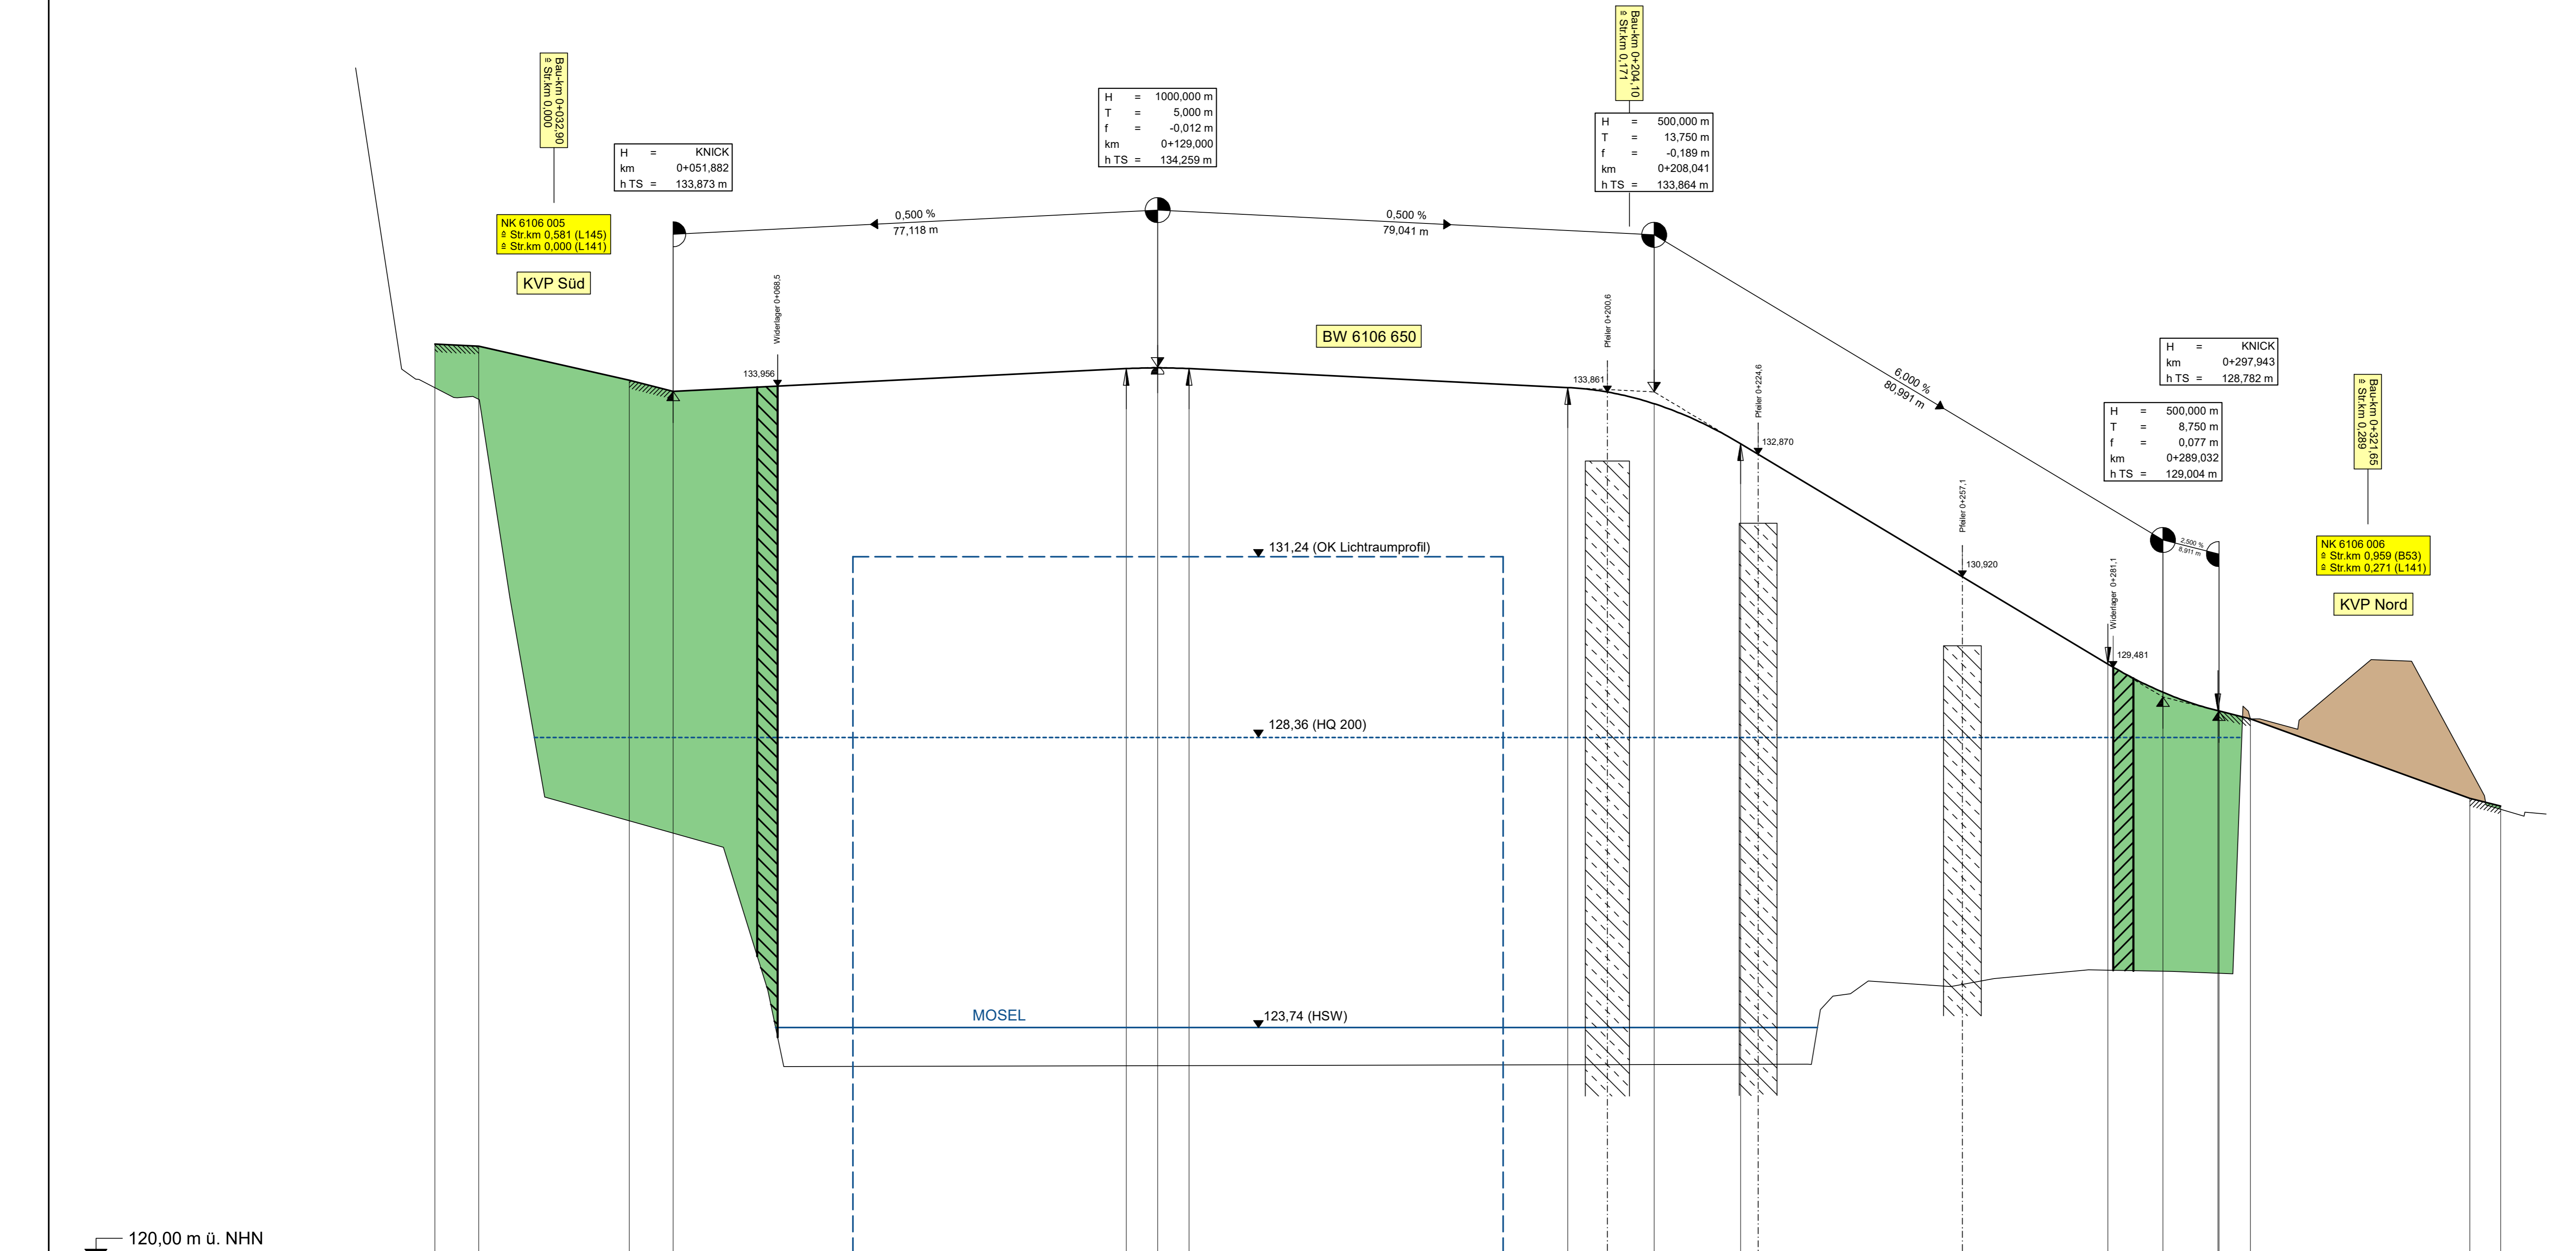 Bau-km 0+204,10
≙ Str.km 0,171
Bau-km 0+032,90
≙ Str.km 0,000
H = 1000,000 m
T = 5,000 m
f = -0,012 m
km 0+129,000
h TS = 134,259 m
H = 500,000 m
T = 13,750 m
f = -0,189 m
km 0+208,041
h TS = 133,864 m
H = KNICK
km 0+051,882
h TS = 133,873 m
NK 6106 005
≙ Str.km 0,581 (L145)
≙ Str.km 0,000 (L141)
KVP Süd
0,500 %
77,118 m
0,500 %
79,041 m
Widerlager 0+068,5
133,956
BW 6106 650
Pfeiler 0+200,6
133,861
Pfeiler 0+224,6
132,870
6,000 %
80,991 m
H = KNICK
km 0+297,943
h TS = 128,782 m
Bau-km 0+321,65
≙ Str.km 0,289
H = 500,000 m
T = 8,750 m
f = 0,077 m
km 0+289,032
h TS = 129,004 m
Pfeiler 0+257,1
130,920
2,500 %
8,911 m
NK 6106 006
≙ Str.km 0,959 (B53)
≙ Str.km 0,271 (L141)
KVP Nord
Widerlager 0+281,1
129,481
131,24 (OK Lichtraumprofil)
128,36 (HQ 200)
MOSEL
123,74 (HSW)
120,00 m ü. NHN